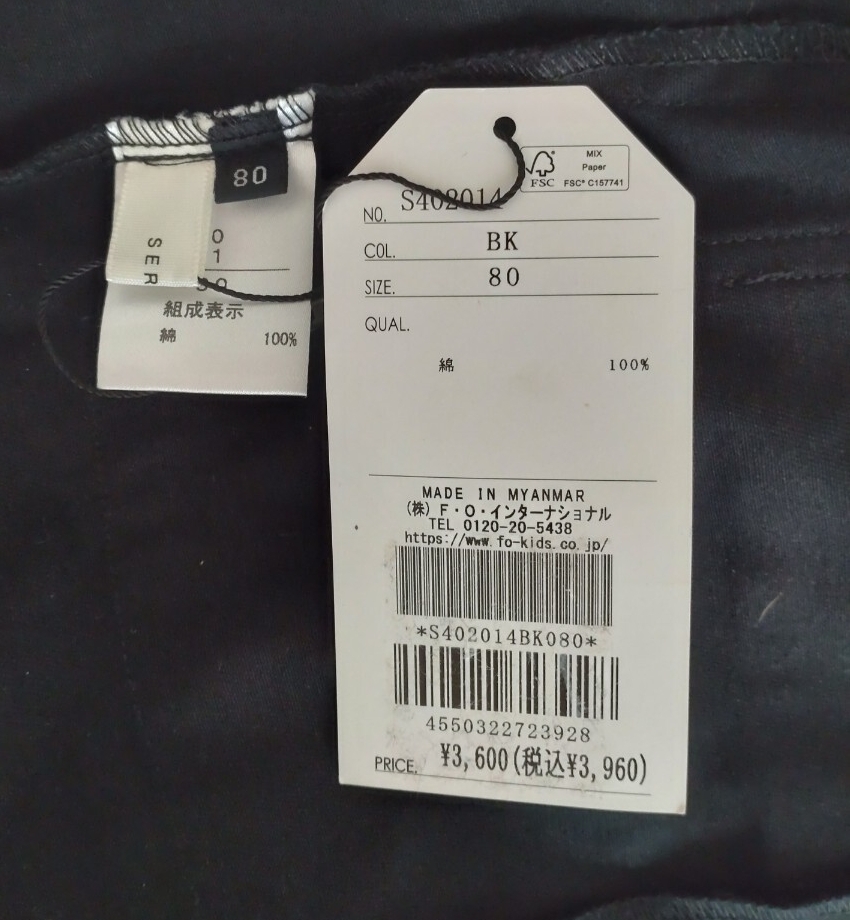 80
SER
0
1
組成表示
綿 100%
MIX
Paper
FSC FSC® C157741
NO. S402014
COL. BK
SIZE. 80
QUAL.
綿 100%
MADE IN MYANMAR
(株) F・O・インターナショナル
TEL 0120-20-5438
https://www.fo-kids.co.jp/
*S402014BK080*
4550322723928
PRICE. ¥3,600(税込¥3,960)